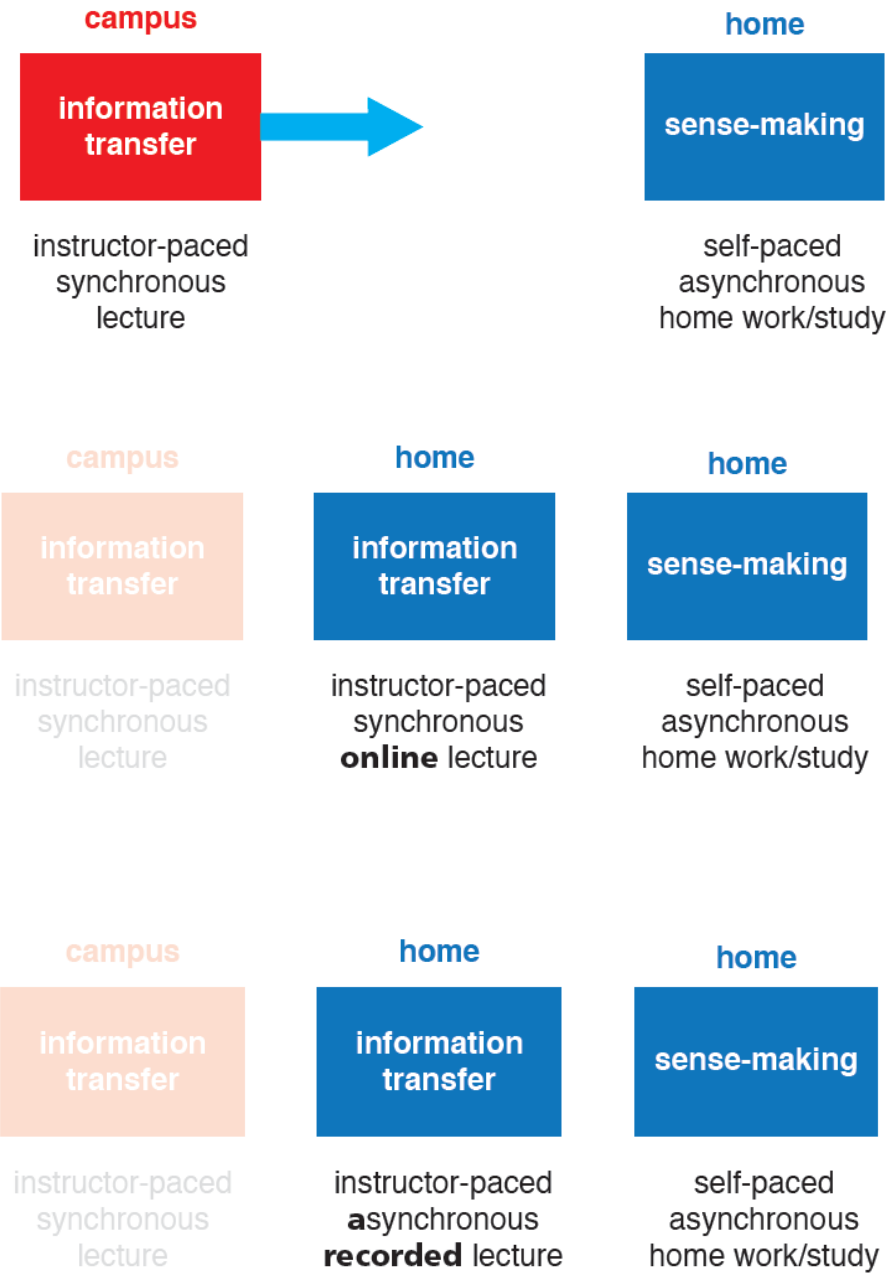 campus
home
information
transfer
sense-making
instructor-paced
synchronous
lecture
self-paced
asynchronous
home work/study
campus
home
home
information
transfer
information
transfer
sense-making
instructor-paced
synchronous
lecture
instructor-paced
synchronous
online lecture
self-paced
asynchronous
home work/study
campus
home
home
information
transfer
information
transfer
sense-making
instructor-paced
synchronous
lecture
instructor-paced
asynchronous
recorded lecture
self-paced
asynchronous
home work/study